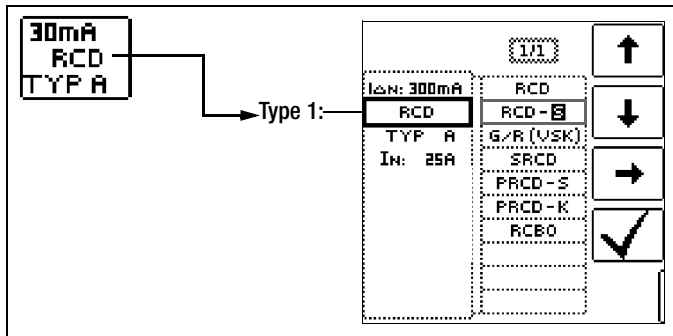 30mA
RCD
TYP A
Type 1:
1/1
I△N: 300mA
RCD
TYP A
IN: 25A
RCD
RCD-S
G/R (VSK)
SRCD
PRCD-S
PRCD-K
RCBO